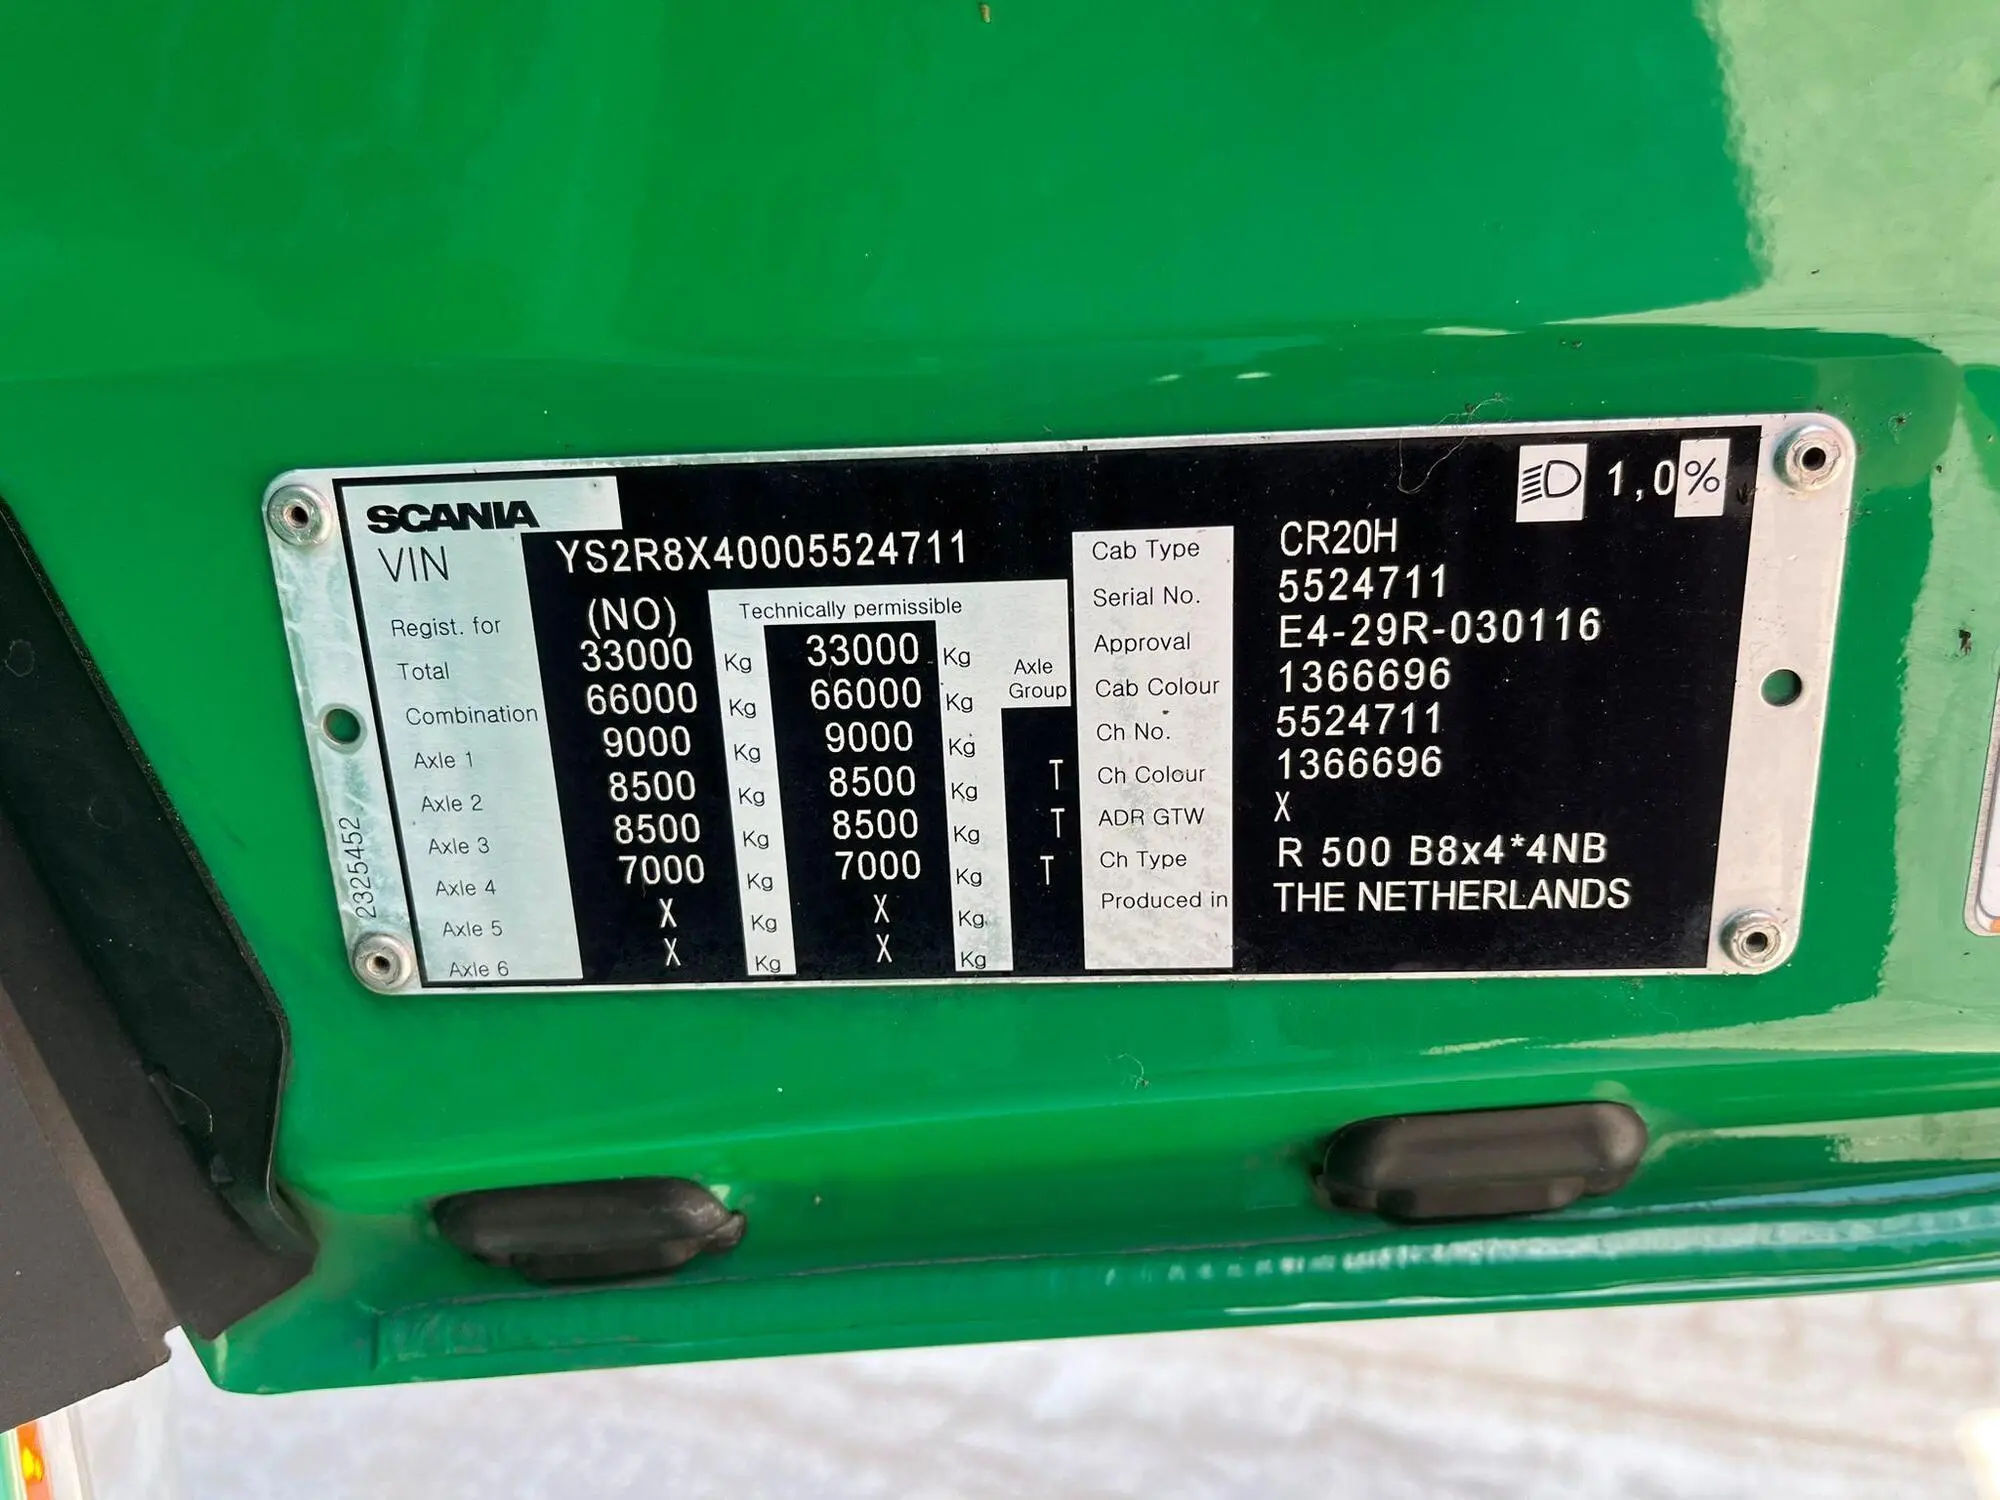 SCANIA
1,0%
VIN YS2R8X40005524711
Regist. for (NO) Technically permissible
Total 33000 Kg 33000 Kg Axle Group
Combination 66000 Kg 66000 Kg
Axle 1 9000 Kg 9000 Kg
Axle 2 8500 Kg 8500 Kg T
Axle 3 8500 Kg 8500 Kg T
Axle 4 7000 Kg 7000 Kg T
Axle 5 X Kg X Kg
Axle 6 X Kg X Kg
Cab Type CR20H
Serial No. 5524711
Approval E4-29R-030116
Cab Colour 1366696
Ch No. 5524711
Ch Colour 1366696
ADR GTW X
Ch Type R 500 B8x4*4NB
Produced in THE NETHERLANDS
2325452